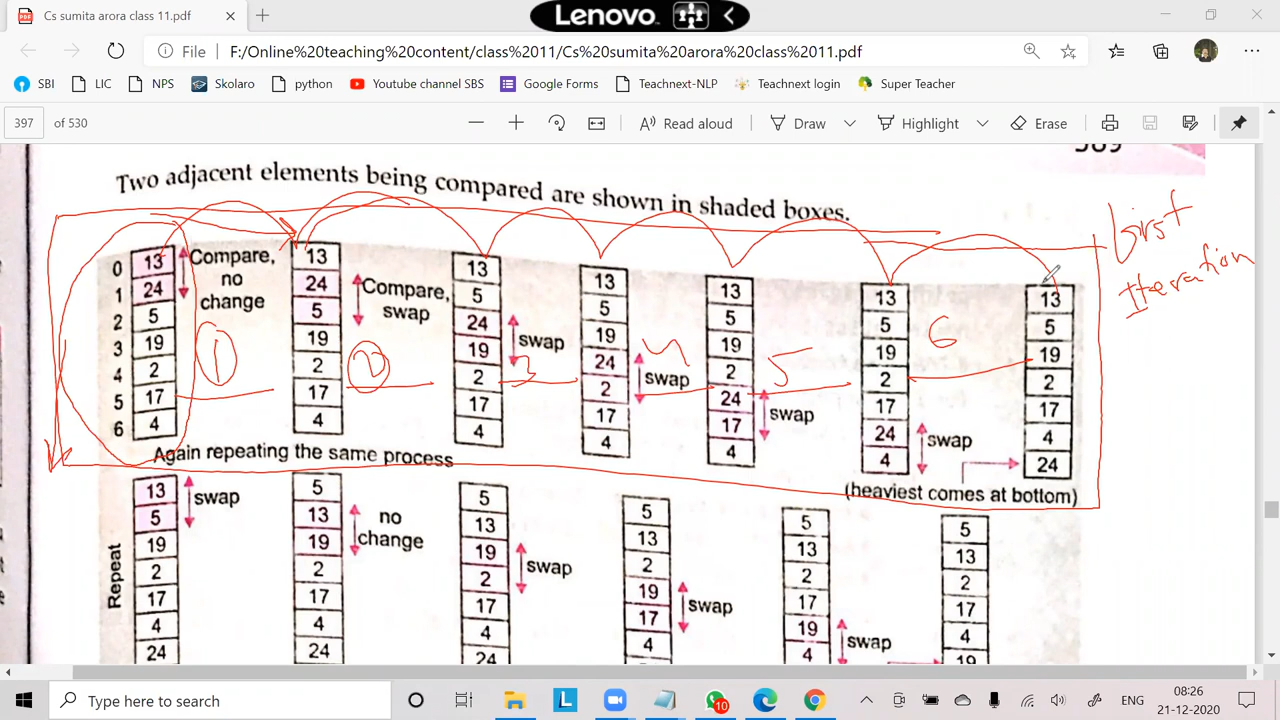 Cs sumita arora class 11.pdf
Lenovo
File F:/Online%20teaching%20content/class%2011/Cs%20sumita%20arora%20class%2011.pdf
SBI LIC NPS Skolaro python Youtube channel SBS Google Forms Teachnext-NLP Teachnext login Super Teacher
397 of 530 Read aloud Draw Highlight Erase
Two adjacent elements being compared are shown in shaded boxes.
First
Iteration
0 13 13 13 13 13 13 13
1 24 24 5 5 5 5 5
2 5 5 24 19 19 19 19
3 19 19 19 24 2 2 2
4 2 2 2 2 24 17 17
5 17 17 17 17 17 24 4
6 4 4 4 4 4 4 24
Compare, no change
Compare, swap
swap
swap
swap
swap
1 2 3 4 5 6
(heaviest comes at bottom)
Again repeating the same process
Repeat
13 5 5 5 5 5
5 13 13 13 13 13
19 19 19 2 2 2
2 2 2 19 17 17
17 17 17 17 19 4
4 4 4 4 4 19
24 24 24
swap
no change
swap
swap
swap
Type here to search
10
ENG
08:26
21-12-2020